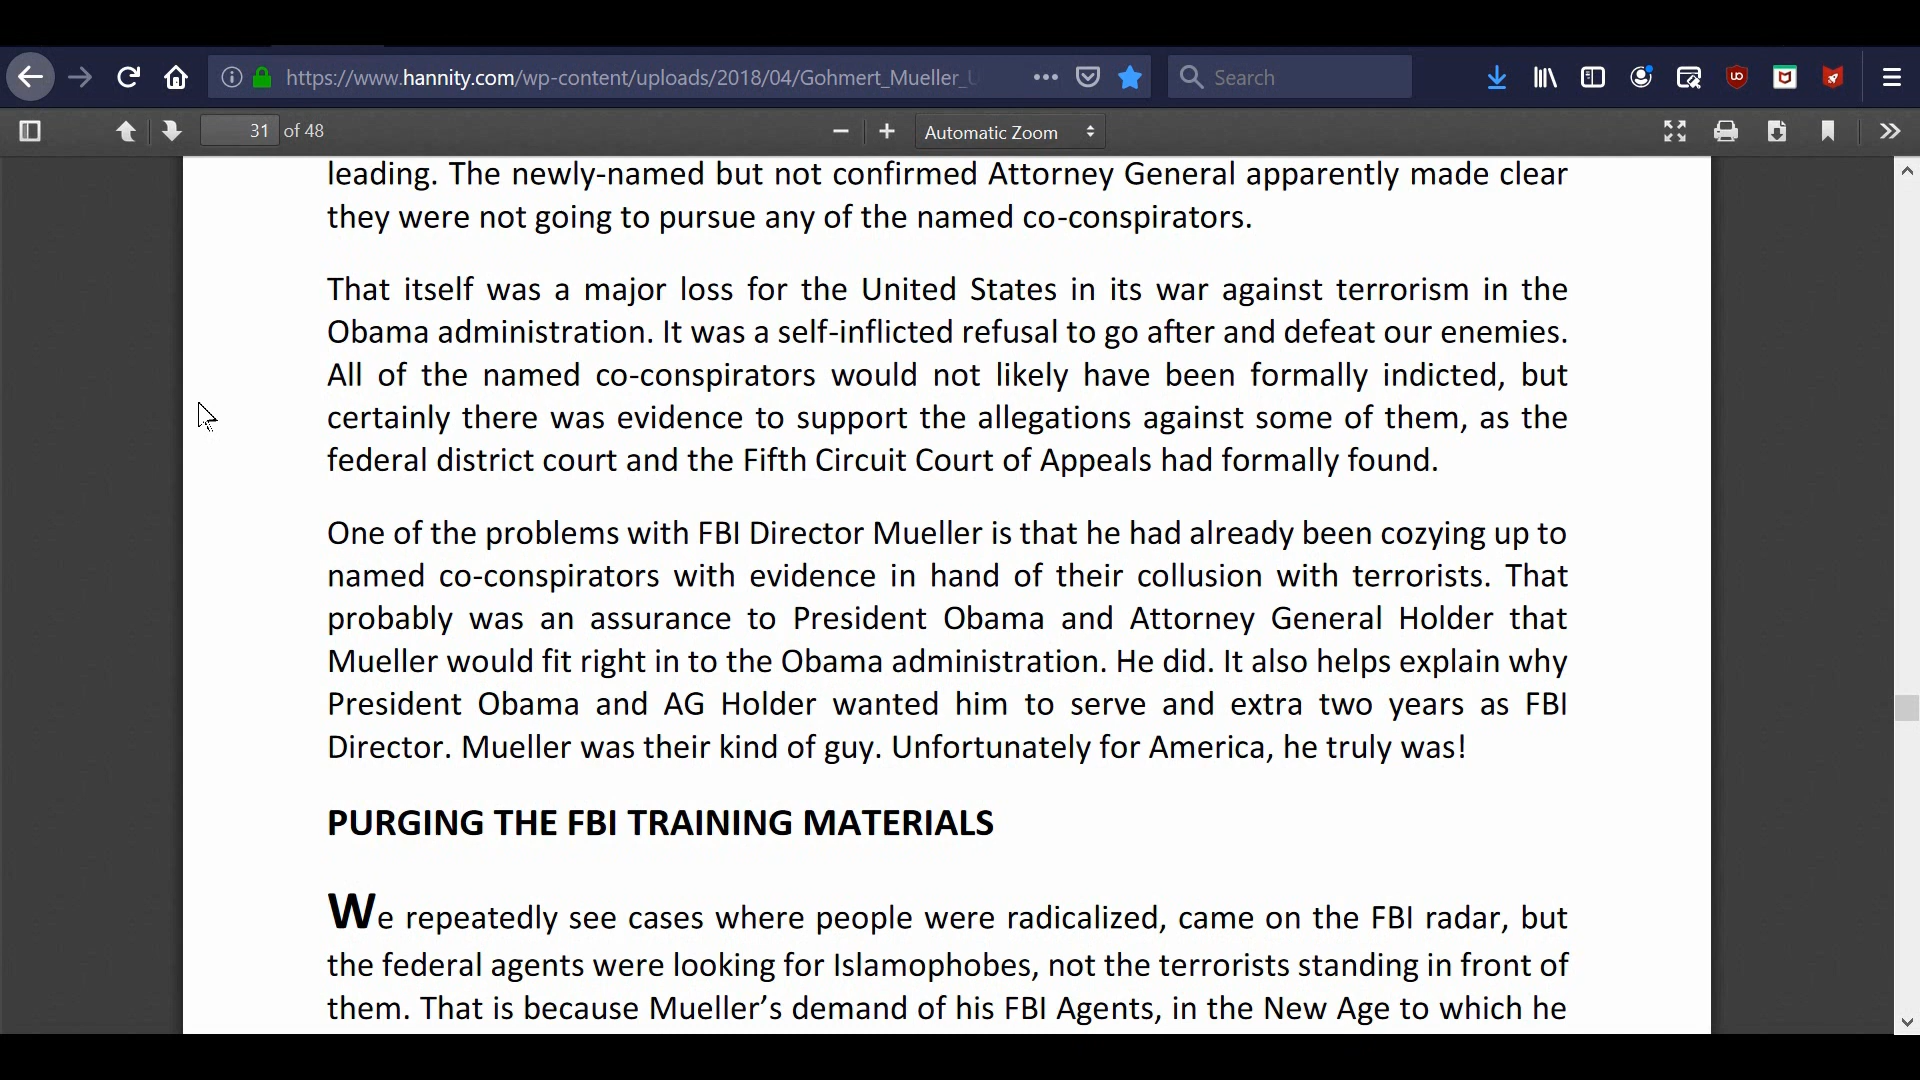 https://www.hannity.com/wp-content/uploads/2018/04/Gohmert_Mueller_U
Search
31 of 48
Automatic Zoom
leading. The newly-named but not confirmed Attorney General apparently made clear
they were not going to pursue any of the named co-conspirators.
That itself was a major loss for the United States in its war against terrorism in the
Obama administration. It was a self-inflicted refusal to go after and defeat our enemies.
All of the named co-conspirators would not likely have been formally indicted, but
certainly there was evidence to support the allegations against some of them, as the
federal district court and the Fifth Circuit Court of Appeals had formally found.
One of the problems with FBI Director Mueller is that he had already been cozying up to
named co-conspirators with evidence in hand of their collusion with terrorists. That
probably was an assurance to President Obama and Attorney General Holder that
Mueller would fit right in to the Obama administration. He did. It also helps explain why
President Obama and AG Holder wanted him to serve and extra two years as FBI
Director. Mueller was their kind of guy. Unfortunately for America, he truly was!
PURGING THE FBI TRAINING MATERIALS
We repeatedly see cases where people were radicalized, came on the FBI radar, but
the federal agents were looking for Islamophobes, not the terrorists standing in front of
them. That is because Mueller’s demand of his FBI Agents, in the New Age to which he